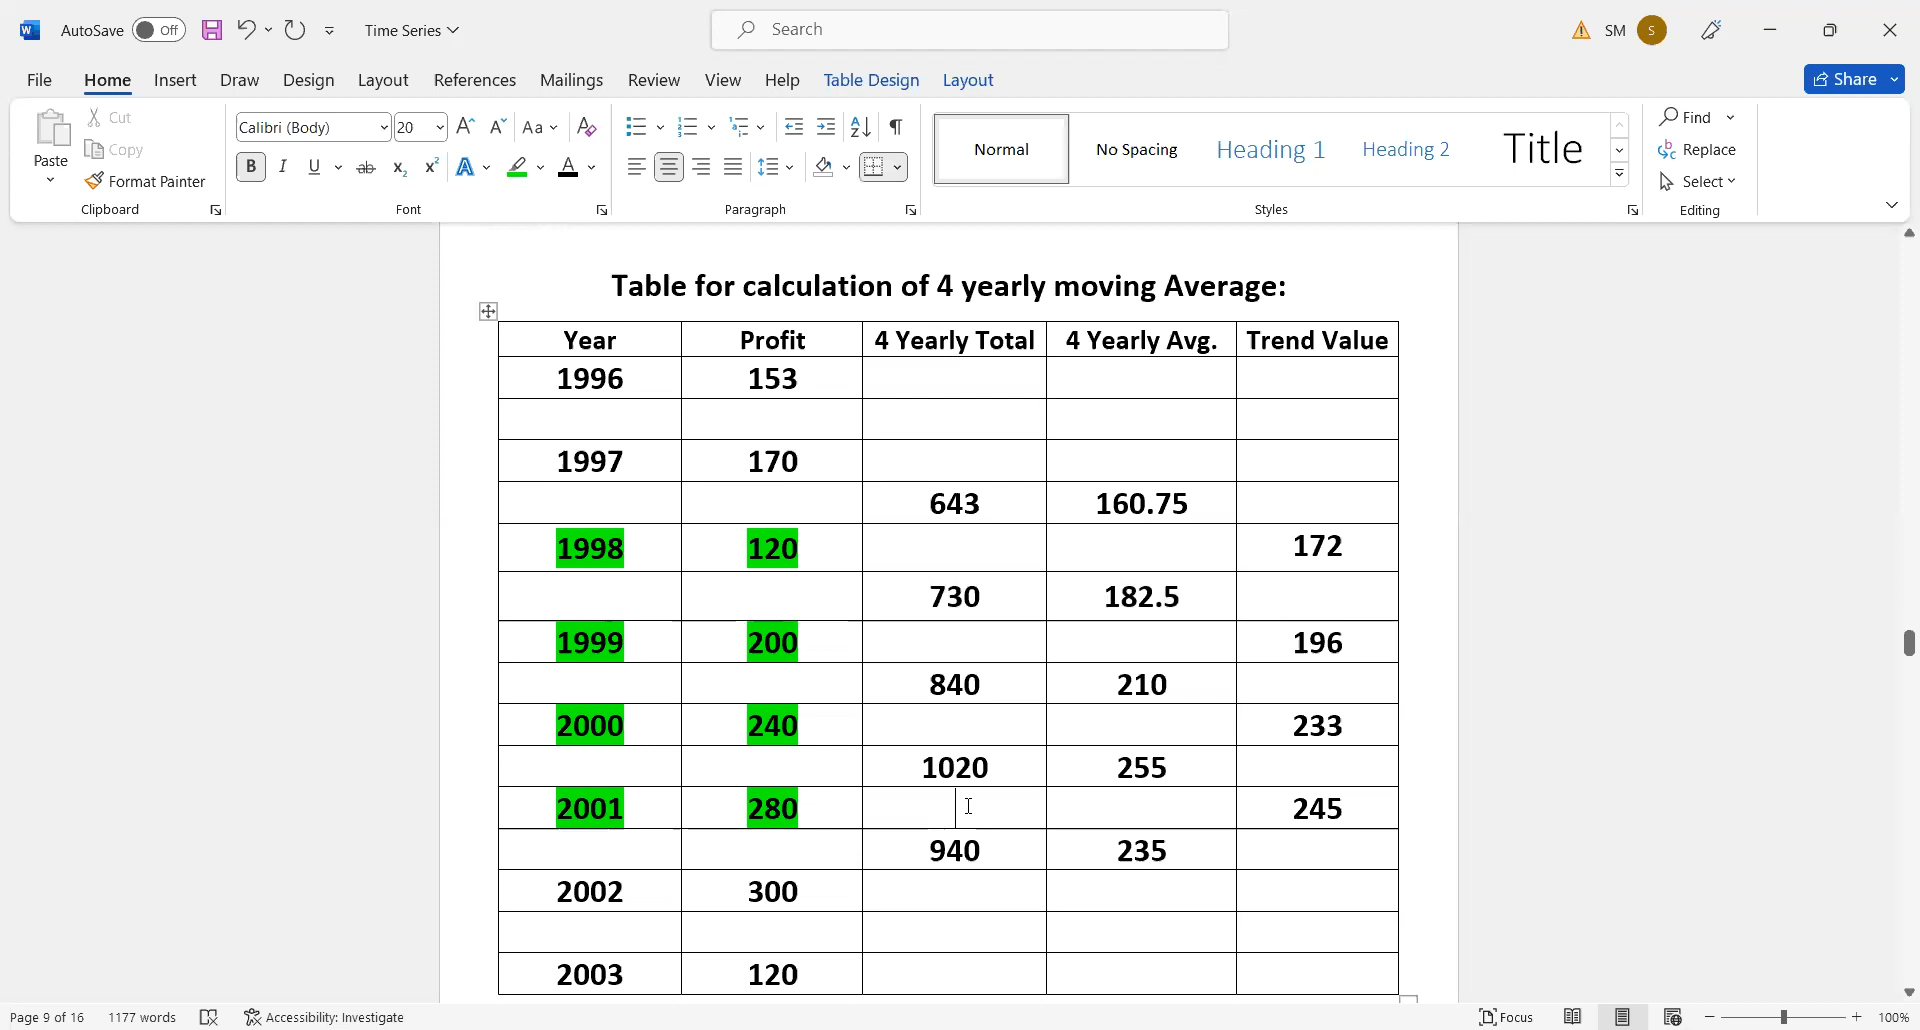 AutoSave Off Time Series Search SM S
File Home Insert Draw Design Layout References Mailings Review View Help Table Design Layout Share
Paste Cut Copy Format Painter
Calibri (Body) 20 Aa
B I U ab x₂ x² A A
Normal No Spacing Heading 1 Heading 2 Title
Find
Replace
Select
Clipboard Font Paragraph Styles Editing
Table for calculation of 4 yearly moving Average:
Year Profit 4 Yearly Total 4 Yearly Avg. Trend Value
1996 153
1997 170
643 160.75
1998 120 172
730 182.5
1999 200 196
840 210
2000 240 233
1020 255
2001 280 245
940 235
2002 300
2003 120
Page 9 of 16 1177 words Accessibility: Investigate Focus 100%